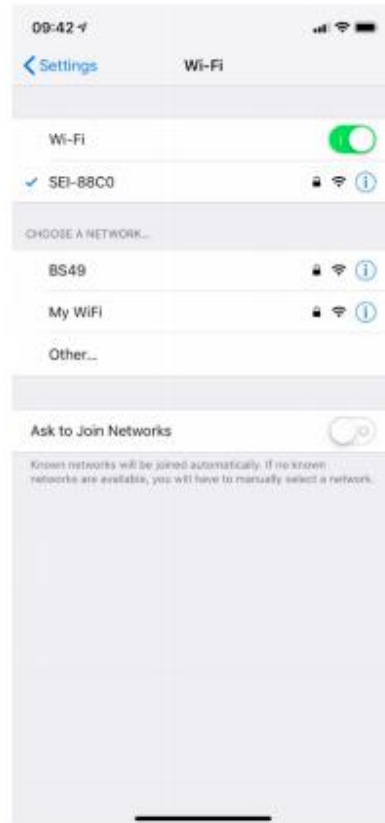 09:42
Settings
Wi-Fi
Wi-Fi
SEI-88C0
CHOOSE A NETWORK...
BS49
My WiFi
Other...
Ask to Join Networks
Known networks will be joined automatically. If no known
networks are available, you will have to manually select a network.